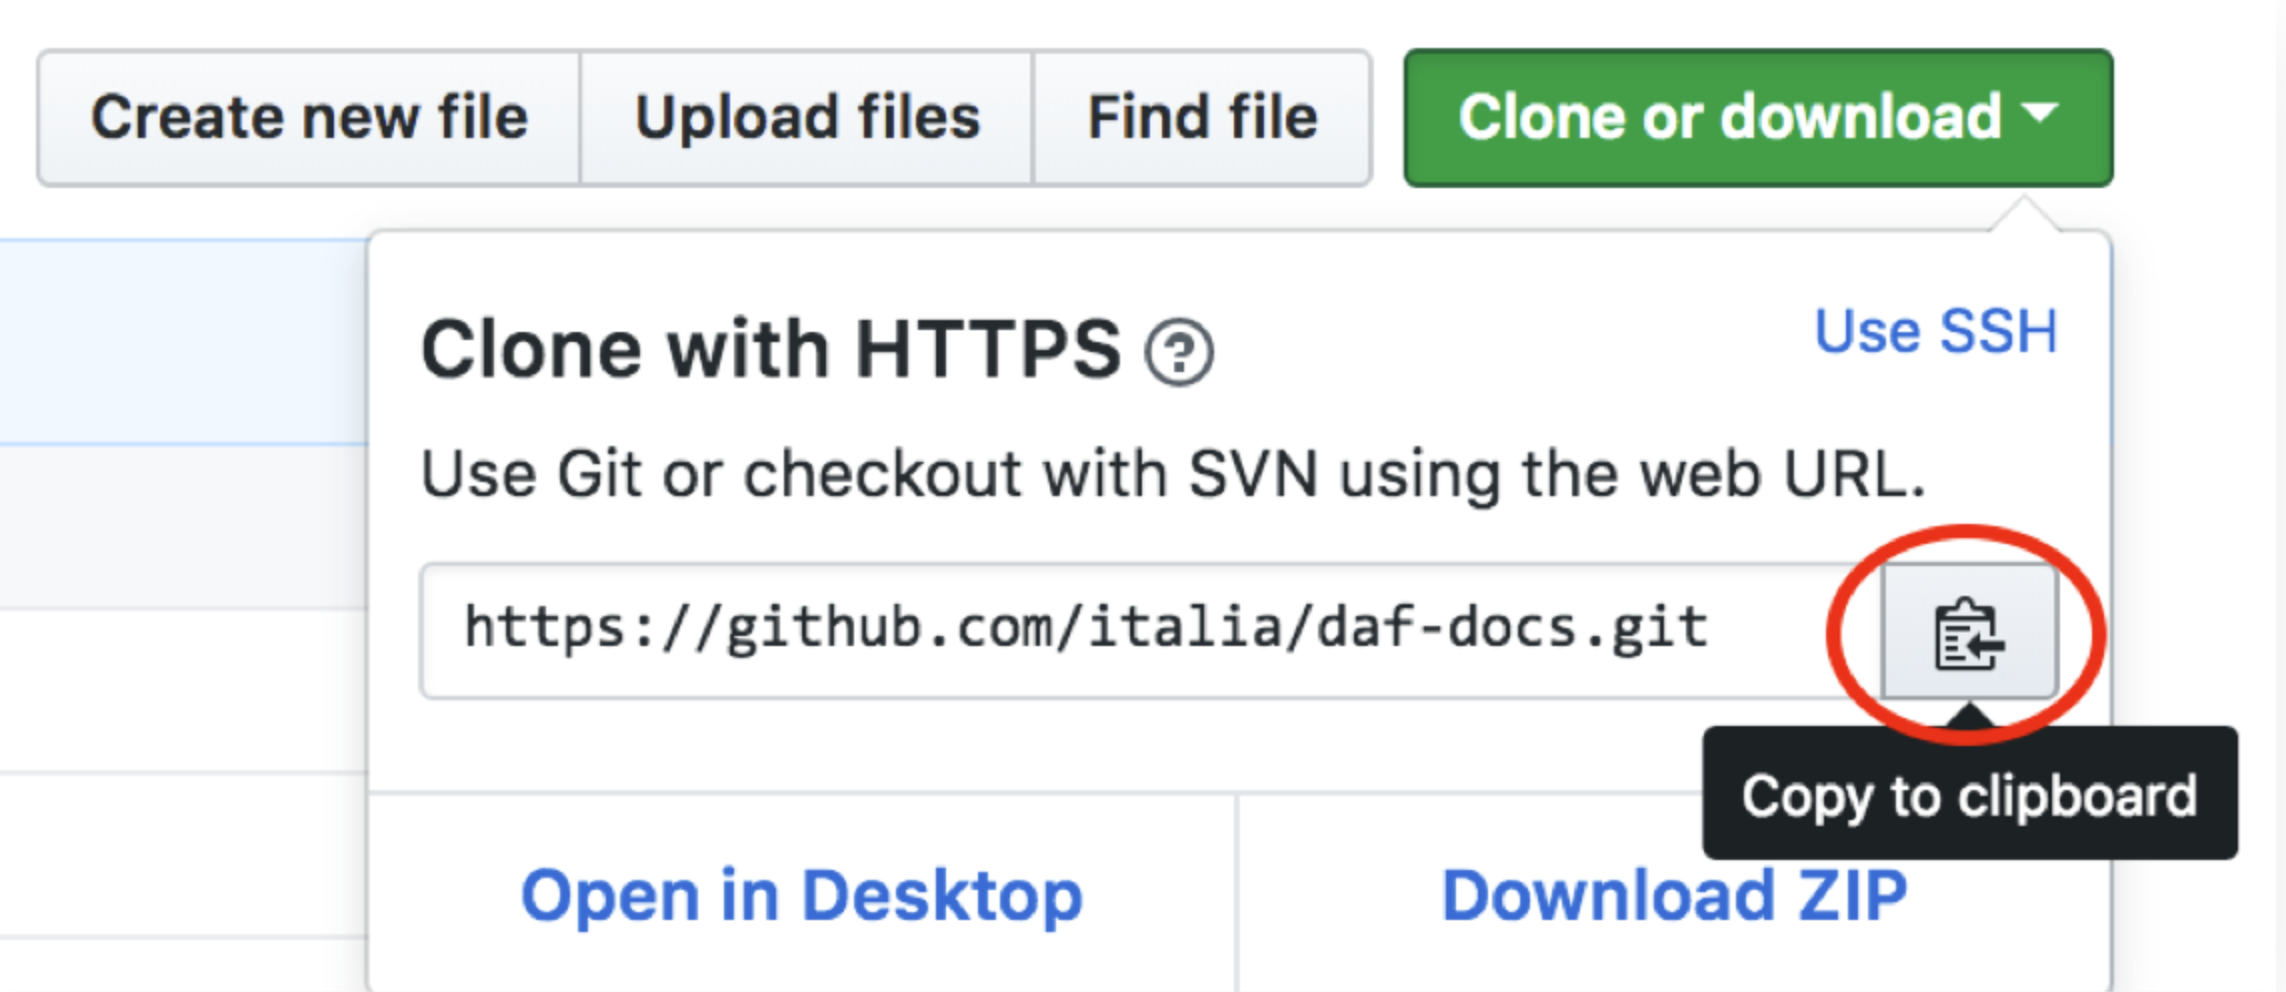 Create new file Upload files Find file Clone or download
Clone with HTTPS ? Use SSH
Use Git or checkout with SVN using the web URL.
https://github.com/italia/daf-docs.git
Copy to clipboard
Open in Desktop Download ZIP